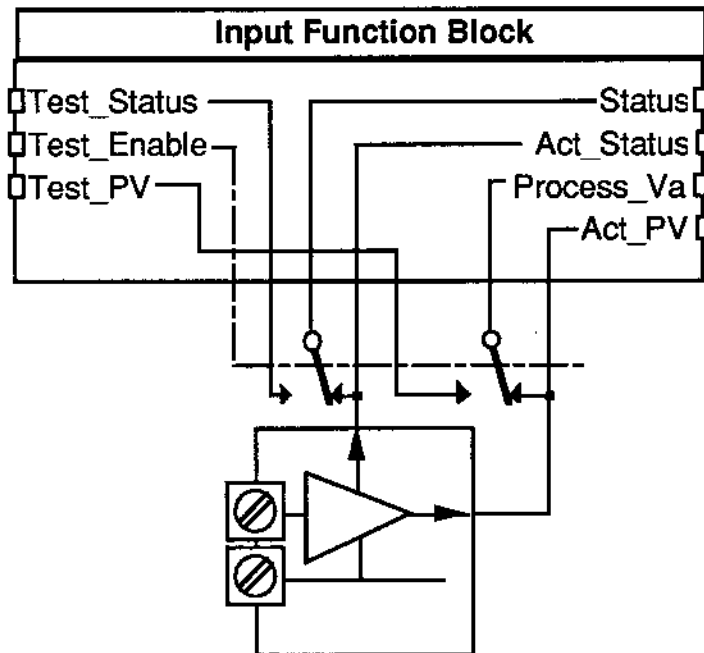 Input Function Block
Test_Status
Status
Test_Enable
Act_Status
Test_PV
Process_Va
Act_PV